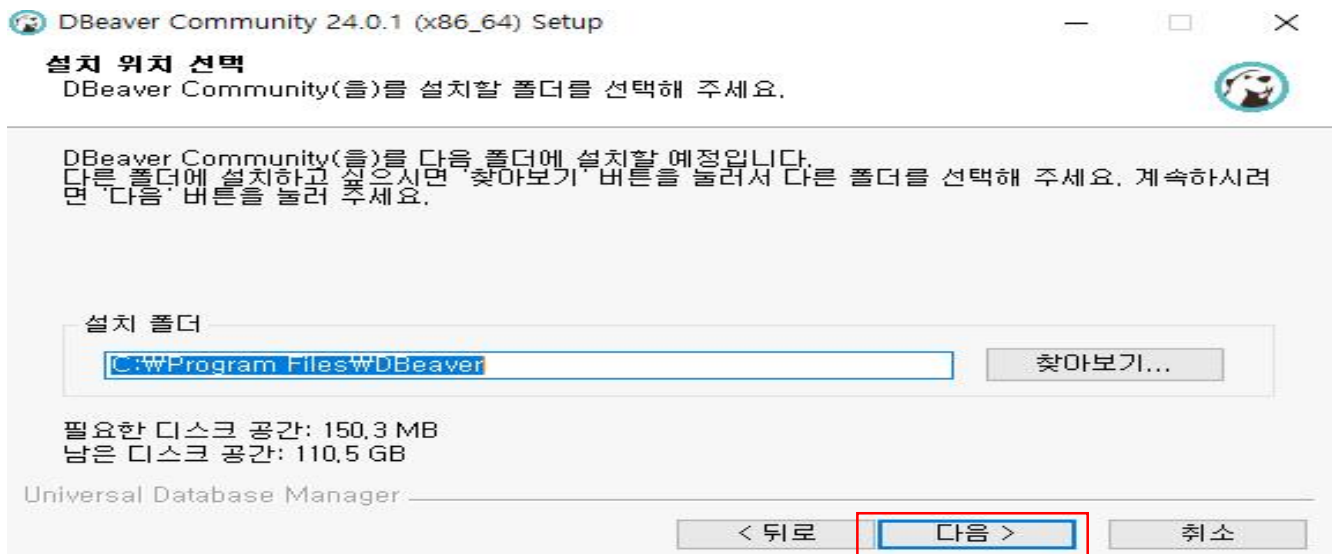 DBeaver Community 24.0.1 (x86_64) Setup
설치 위치 선택
DBeaver Community(을)를 설치할 폴더를 선택해 주세요.
DBeaver Community(을)를 다음 폴더에 설치할 예정입니다.
다른 폴더에 설치하고 싶으시면 '찾아보기' 버튼을 눌러서 다른 폴더를 선택해 주세요. 계속하시려
면 '다음' 버튼을 눌러 주세요.
설치 폴더
C:₩Program Files₩DBeaver
찾아보기...
필요한 디스크 공간: 150.3 MB
남은 디스크 공간: 110.5 GB
Universal Database Manager
< 뒤로 다음 > 취소